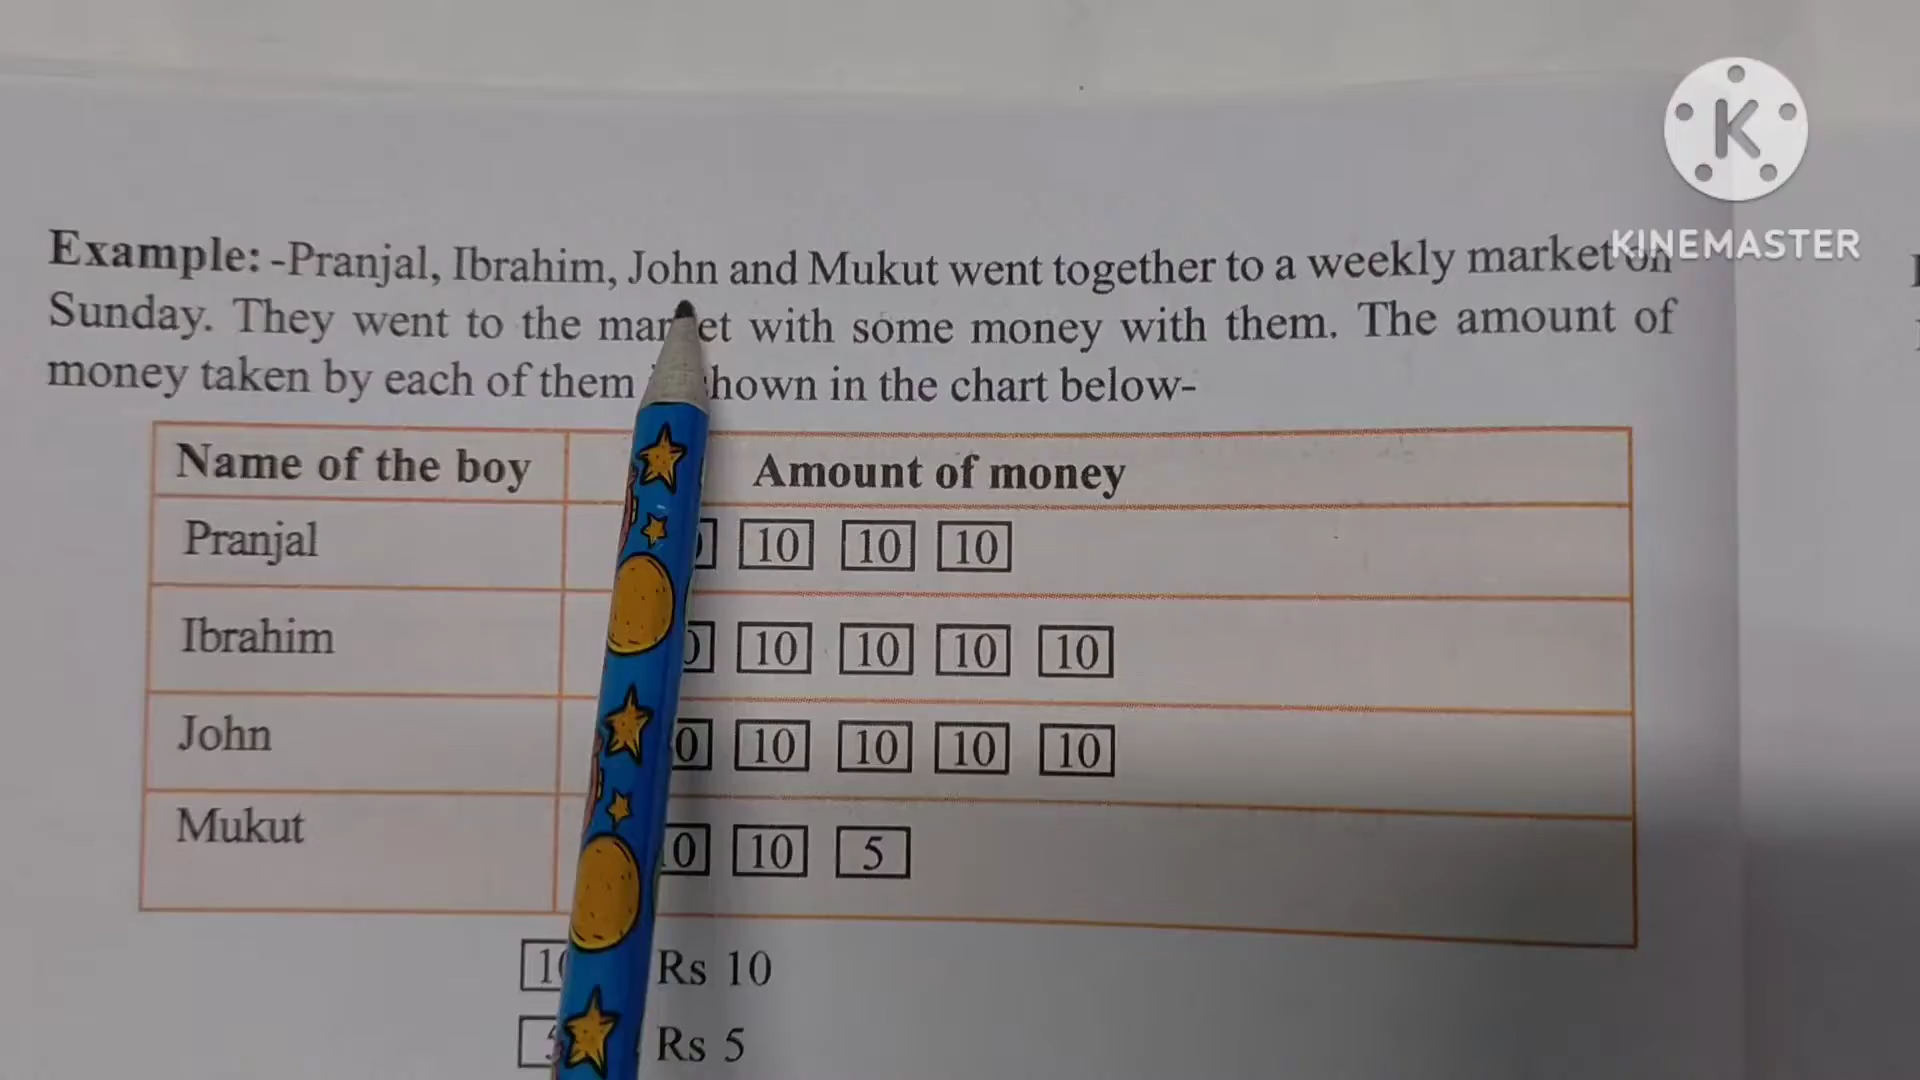 K
KINEMASTER
Example: -Pranjal, Ibrahim, John and Mukut went together to a weekly market on
Sunday. They went to the market with some money with them. The amount of
money taken by each of them shown in the chart below-
Name of the boy Amount of money
Pranjal 10 10 10
Ibrahim 10 10 10 10
John 10 10 10 10
Mukut 10 5
Rs 10
Rs 5